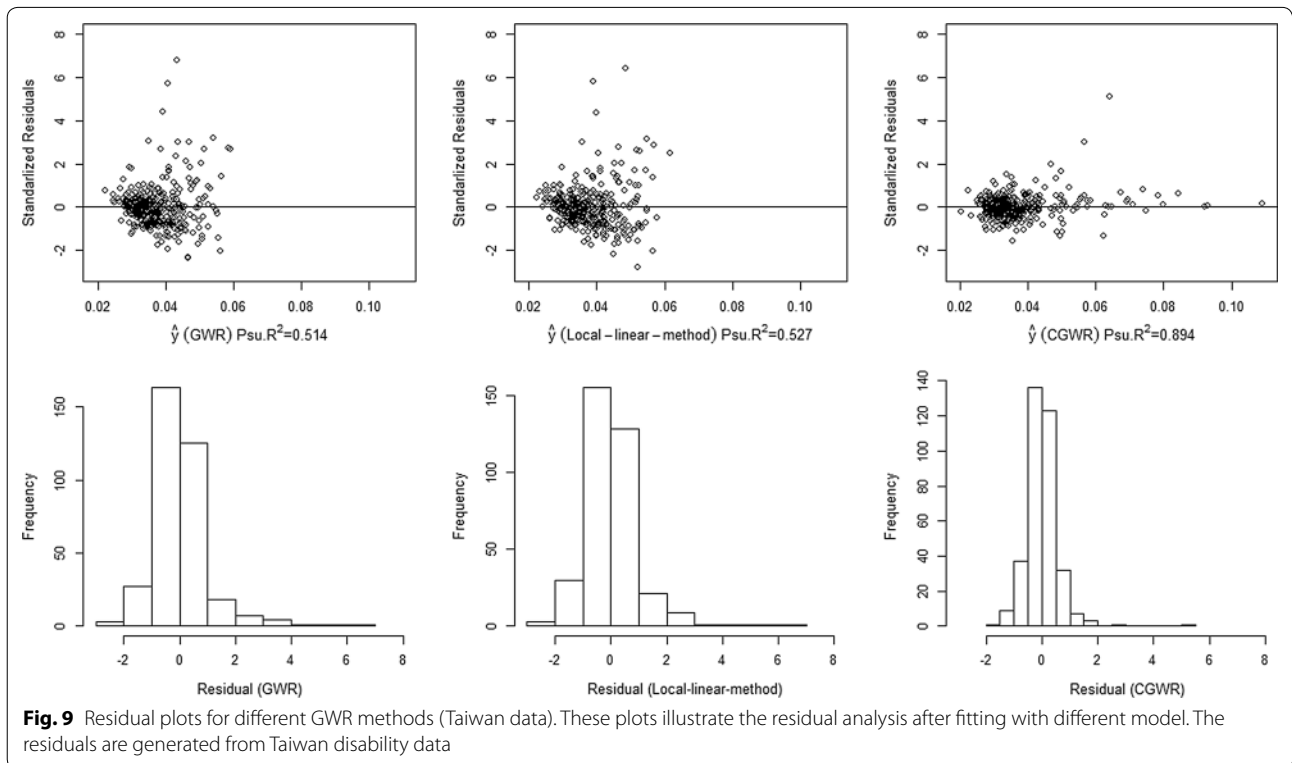 Standarlized Residuals
8
6
4
2
0
-2
0.02 0.04 0.06 0.08 0.10
ŷ (GWR) Psu.R²=0.514
Standarlized Residuals
8
6
4
2
0
-2
0.02 0.04 0.06 0.08 0.10
ŷ (Local-linear-method) Psu.R²=0.527
Standarlized Residuals
8
6
4
2
0
-2
0.02 0.04 0.06 0.08 0.10
ŷ (CGWR) Psu.R²=0.894
Frequency
150
100
50
0
-2 0 2 4 6 8
Residual (GWR)
Frequency
150
100
50
0
-2 0 2 4 6 8
Residual (Local-linear-method)
Frequency
140
120
100
80
60
40
20
0
-2 0 2 4 6 8
Residual (CGWR)
Fig. 9 Residual plots for different GWR methods (Taiwan data). These plots illustrate the residual analysis after fitting with different model. The
residuals are generated from Taiwan disability data